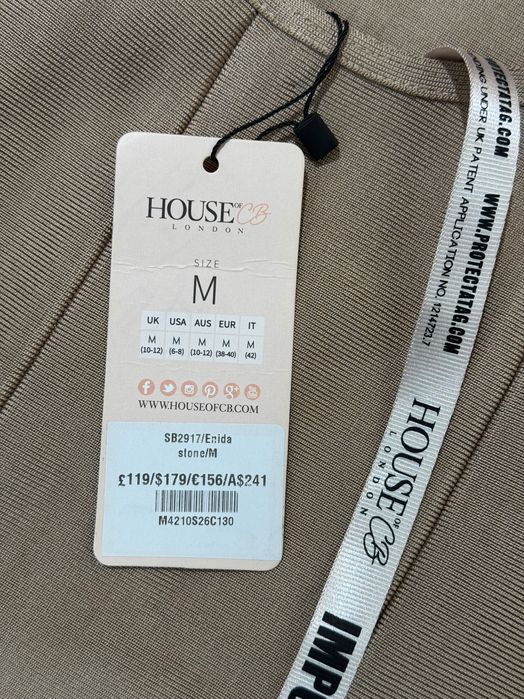 HOUSE OF CB
LONDON
SIZE
M
UK USA AUS EUR IT
M M M M M
(10-12) (6-8) (10-12) (38-40) (42)
WWW.HOUSEOFCB.COM
SB2917/Enida
stone/M
£119/$179/€156/A$241
M4210S26C130
WWW.PROTECTATAG.COM
UK PATENT APPLICATION NO. 1214721.7
HOUSE OF CB
LONDON